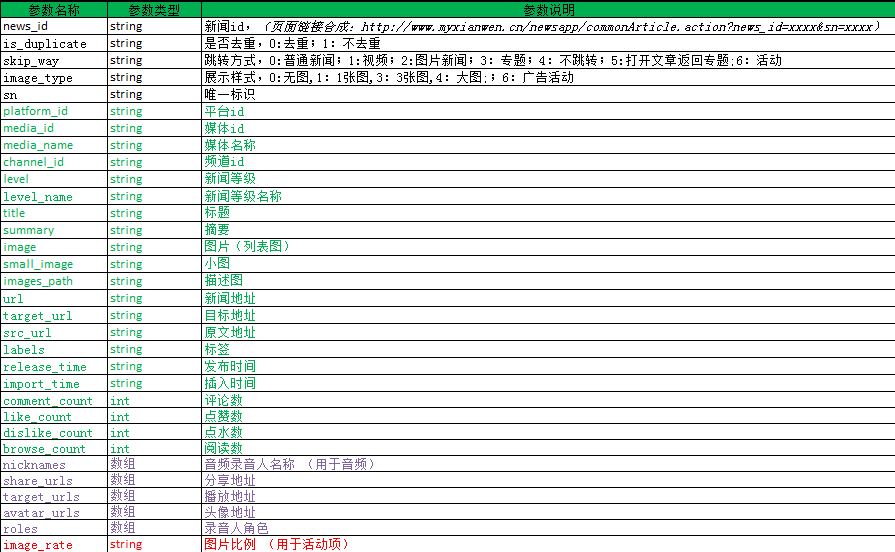 参数名称 参数类型 参数说明
news_id string 新闻id，（页面链接合成：http://www.myxianwen.cn/newsapp/commonArticle.action?news_id=xxxx&sn=xxxx）
is_duplicate string 是否去重，0:去重；1：不去重
skip_way string 跳转方式，0:普通新闻；1:视频；2:图片新闻；3：专题；4：不跳转；5:打开文章返回专题;6：活动
image_type string 展示样式，0:无图,1：1张图,3：3张图,4：大图;；6：广告活动
sn string 唯一标识
platform_id string 平台id
media_id string 媒体id
media_name string 媒体名称
channel_id string 频道id
level string 新闻等级
level_name string 新闻等级名称
title string 标题
summary string 摘要
image string 图片（列表图）
small_image string 小图
images_path string 描述图
url string 新闻地址
target_url string 目标地址
src_url string 原文地址
labels string 标签
release_time string 发布时间
import_time string 插入时间
comment_count int 评论数
like_count int 点赞数
dislike_count int 点水数
browse_count int 阅读数
nicknames 数组 音频录音人名称 （用于音频）
share_urls 数组 分享地址
target_urls 数组 播放地址
avatar_urls 数组 头像地址
roles 数组 录音人角色
image_rate string 图片比例 （用于活动项）